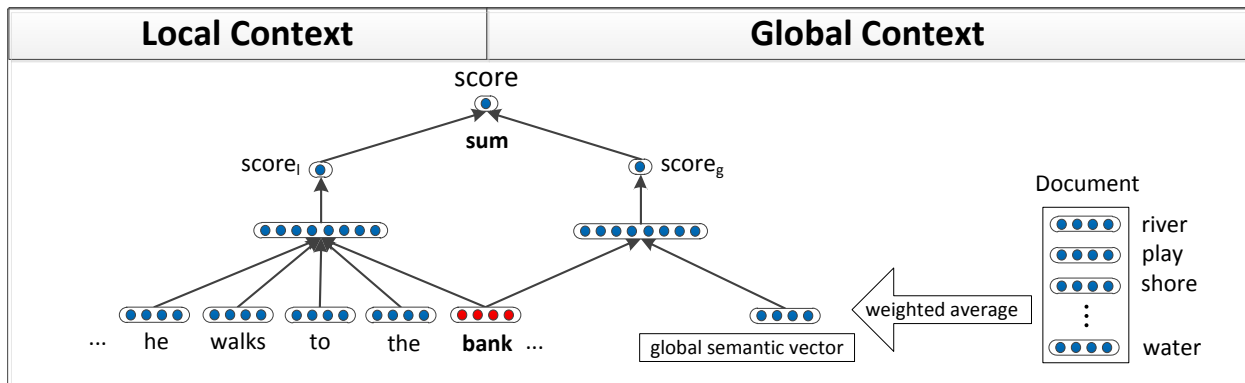 Local Context
Global Context
score
sum
score_l
score_g
Document
river
play
shore
⋮
water
weighted average
... he walks to the bank ...
global semantic vector